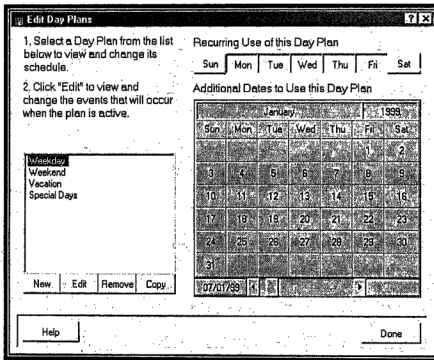 Edit Day Plans
1, Select a Day Plan from the list
below to view and change its
schedule.
2, Click "Edit" to view and
change the events that will occur
when the plan is active.
Weekday
Weekend
Vacation
Special Days
New Edit Remove Copy
Recurring Use of this Day Plan
Sun Mon Tue Wed Thu Fri Sat
Additional Dates to Use this Day Plan
January 1999
Sun Mon Tue Wed Thu Fri Sat
1 2
3 4 5 6 7 8 9
10 11 12 13 14 15 16
17 18 19 20 21 22 23
24 25 26 27 28 29 30
31
07/01/99
Help Done